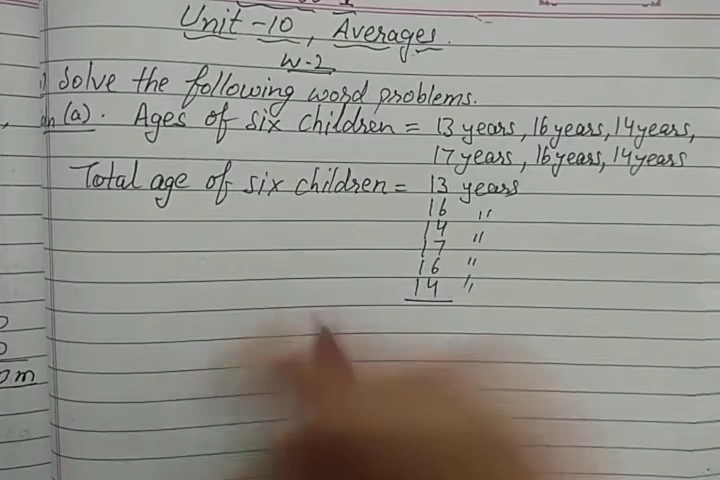 Unit-10, Averages.
W-2
Solve the following word problems.
(a). Ages of six children = 13 years, 16 years, 14 years,
17 years, 16 years, 14 years
Total age of six children = 13 years
16 "
14
17 "
16 "
14 "
m